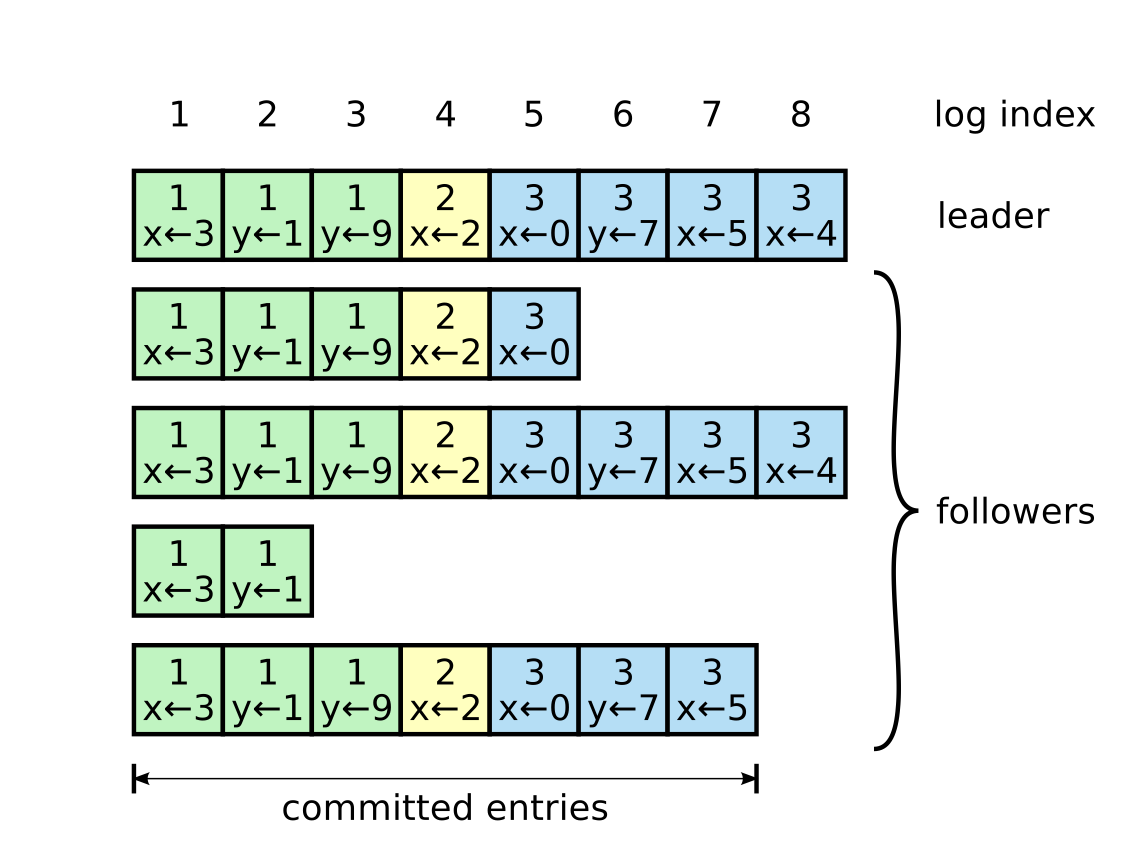 1 2 3 4 5 6 7 8 log index
1 1 1 2 3 3 3 3
x←3 y←1 y←9 x←2 x←0 y←7 x←5 x←4
leader
1 1 1 2 3
x←3 y←1 y←9 x←2 x←0
1 1 1 2 3 3 3 3
x←3 y←1 y←9 x←2 x←0 y←7 x←5 x←4
followers
1 1
x←3 y←1
1 1 1 2 3 3 3
x←3 y←1 y←9 x←2 x←0 y←7 x←5
committed entries